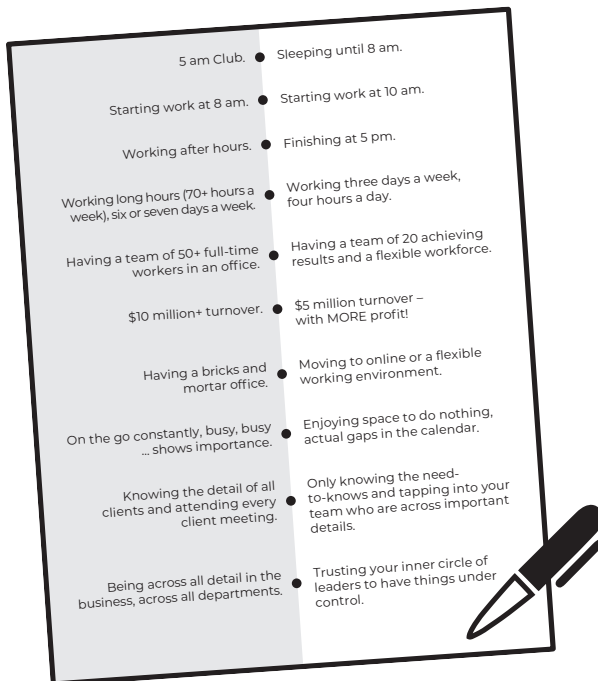 5 am Club.
Sleeping until 8 am.
Starting work at 8 am.
Starting work at 10 am.
Working after hours.
Finishing at 5 pm.
Working long hours (70+ hours a
week), six or seven days a week.
Working three days a week,
four hours a day.
Having a team of 50+ full-time
workers in an office.
Having a team of 20 achieving
results and a flexible workforce.
$10 million+ turnover.
$5 million turnover –
with MORE profit!
Having a bricks and
mortar office.
Moving to online or a flexible
working environment.
On the go constantly, busy, busy
... shows importance.
Enjoying space to do nothing,
actual gaps in the calendar.
Knowing the detail of all
clients and attending every
client meeting.
Only knowing the need-
to-knows and tapping into your
team who are across important
details.
Being across all detail in the
business, across all departments.
Trusting your inner circle of
leaders to have things under
control.